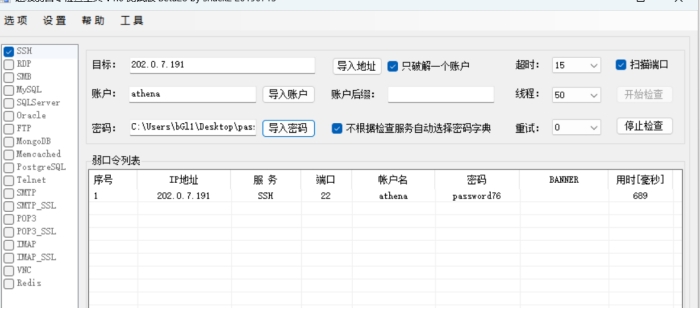 选项 设置 帮助 工具
SSH
RDP
SMB
MySQL
SQLServer
Oracle
FTP
MongoDB
Memcached
PostgreSQL
Telnet
SMTP
SMTP_SSL
POP3
POP3_SSL
IMAP
IMAP_SSL
VNC
Redis
目标: 202.0.7.191 导入地址 只破解一个账户 超时: 15 扫描端口
账户: athena 导入账户 账户后缀: 线程: 50 开始检查
密码: C:\Users\bGl1\Desktop\pas 导入密码 不根据检查服务自动选择密码字典 重试: 0 停止检查
弱口令列表
序号 IP地址 服 务 端口 帐户名 密码 BANNER 用时[毫秒]
1 202.0.7.191 SSH 22 athena password76 689